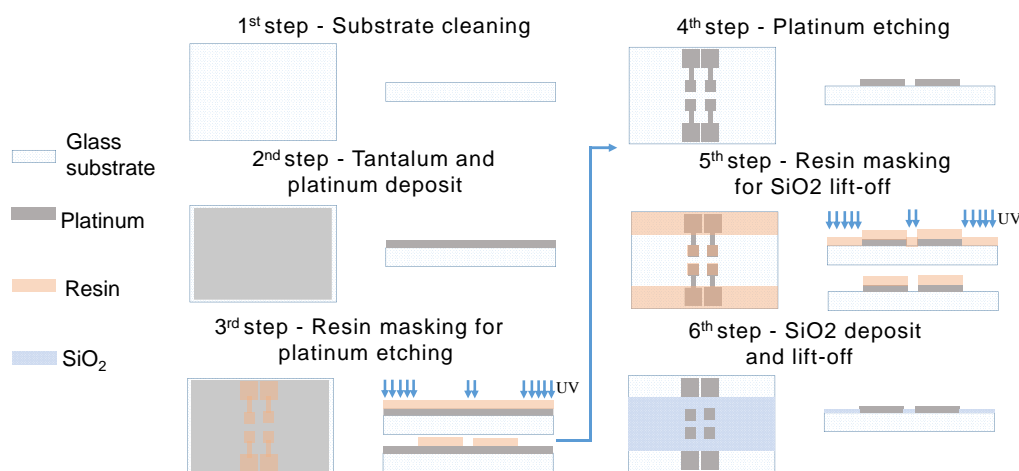 1st step - Substrate cleaning
Glass
substrate
Platinum
Resin
SiO2
2nd step - Tantalum and
platinum deposit
3rd step - Resin masking for
platinum etching
UV
4th step - Platinum etching
5th step - Resin masking
for SiO2 lift-off
UV
6th step - SiO2 deposit
and lift-off